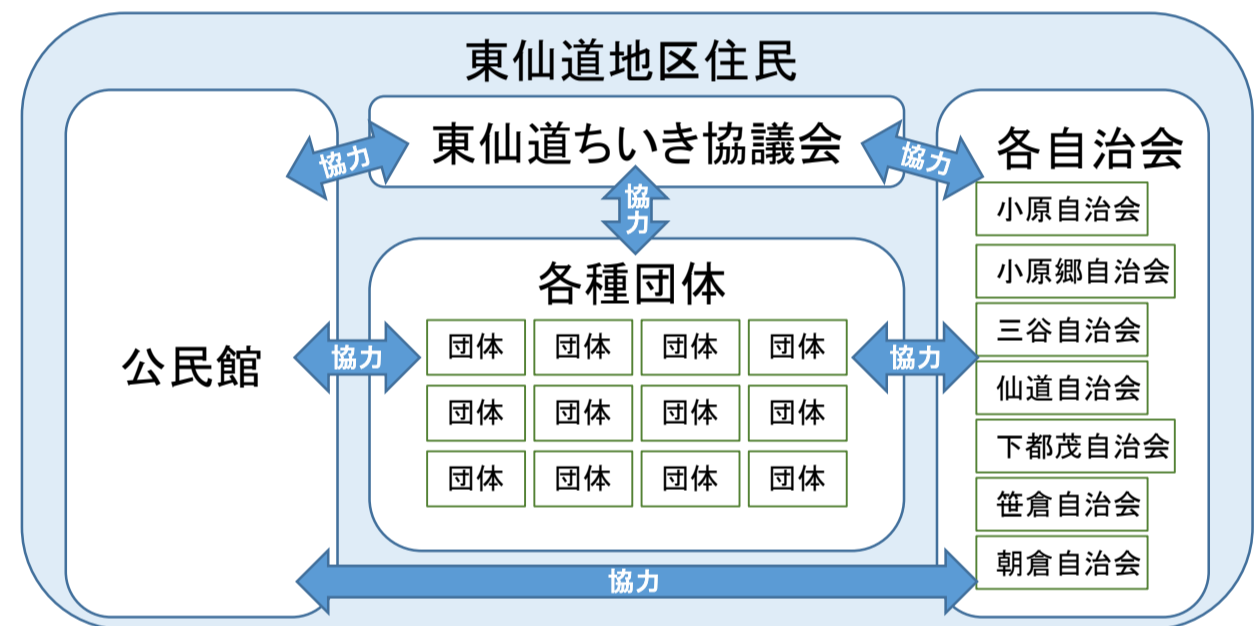 東仙道地区住民
東仙道ちいき協議会
協力
協力
協力
公民館
協力
各種団体
団体 団体 団体 団体
団体 団体 団体 団体
団体 団体 団体 団体
協力
各自治会
小原自治会
小原郷自治会
三谷自治会
仙道自治会
下都茂自治会
笹倉自治会
朝倉自治会
協力